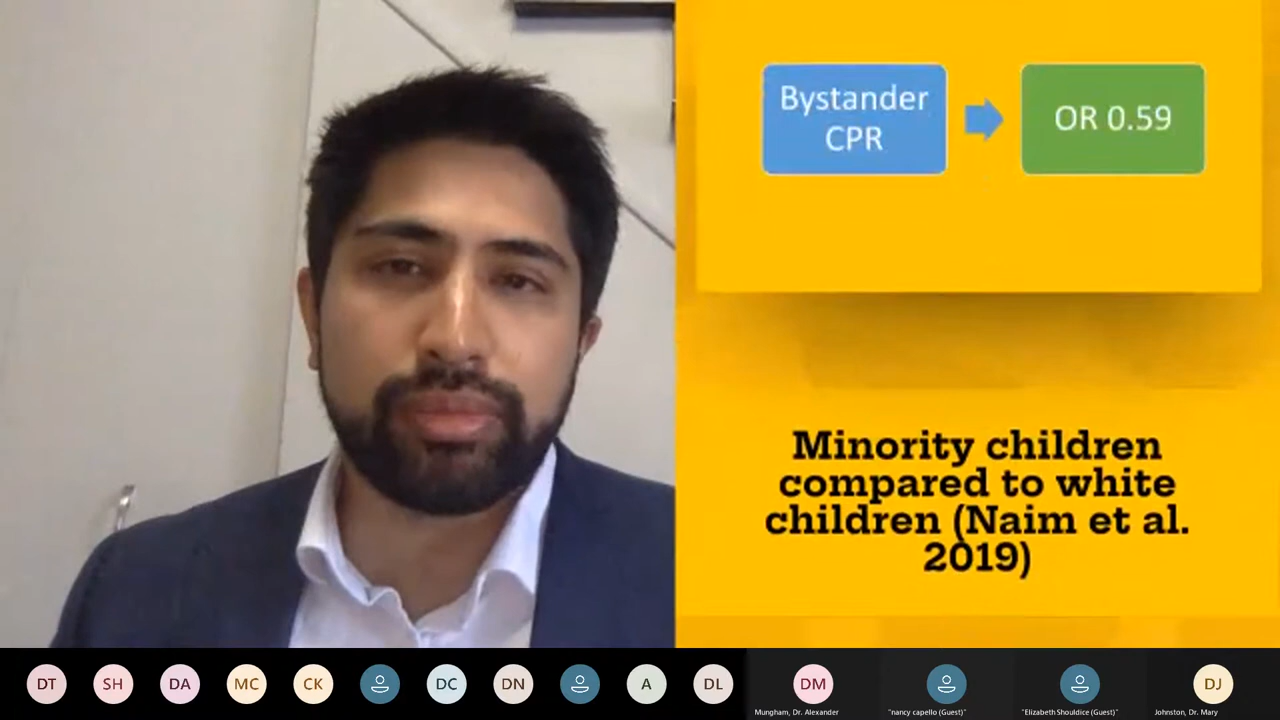 Bystander
CPR
OR 0.59
Minority children
compared to white
children (Naim et al.
2019)
DT
SH
DA
MC
CK
DC
DN
A
DL
DM
DJ
Mungham, Dr. Alexander
"nancy capello (Guest)"
"Elizabeth Shouldice (Guest)"
Johnston, Dr. Mary